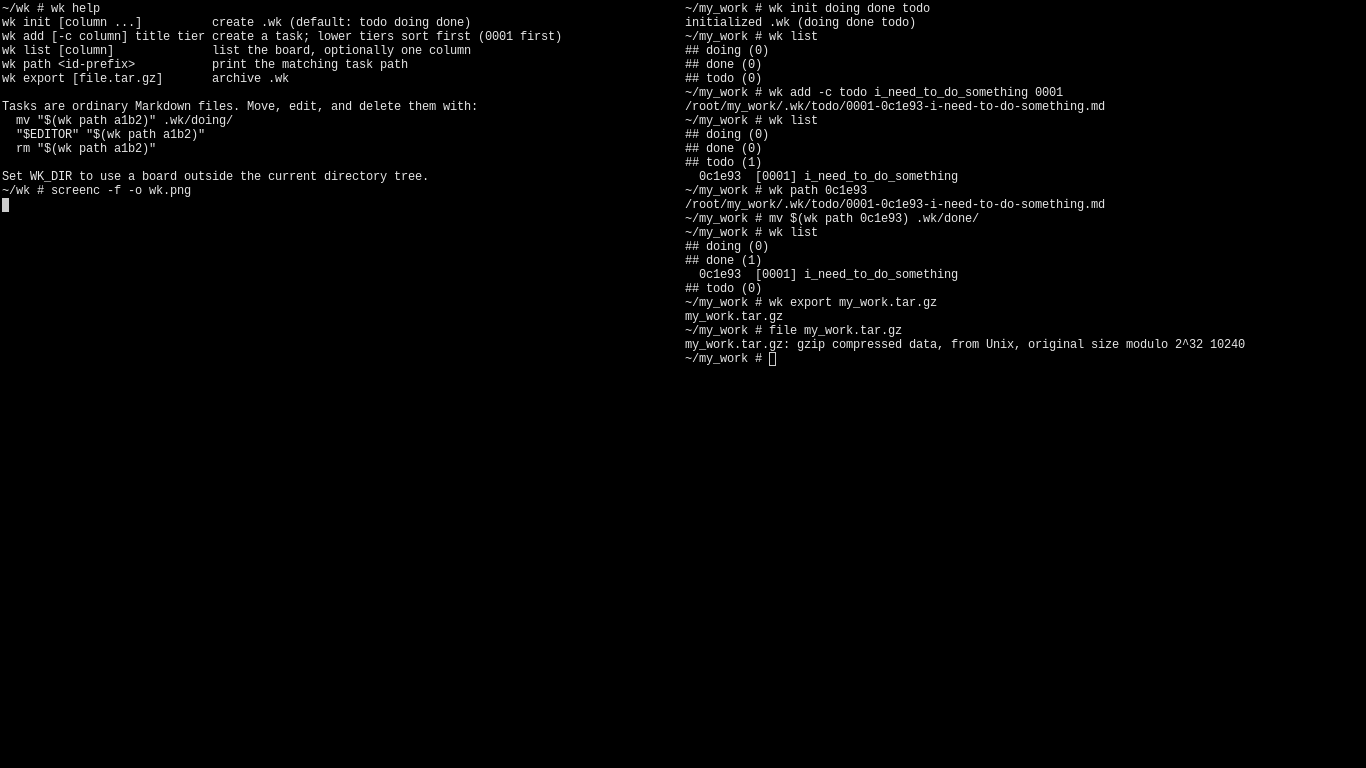 ~/wk # wk help
wk init [column ...]          create .wk (default: todo doing done)
wk add [-c column] title tier create a task; lower tiers sort first (0001 first)
wk list [column]              list the board, optionally one column
wk path <id-prefix>           print the matching task path
wk export [file.tar.gz]       archive .wk

Tasks are ordinary Markdown files. Move, edit, and delete them with:
  mv "$(wk path a1b2)" .wk/doing/
  "$EDITOR" "$(wk path a1b2)"
  rm "$(wk path a1b2)"

Set WK_DIR to use a board outside the current directory tree.
~/wk # screenc -f -o wk.png
~/my_work # wk init doing done todo
initialized .wk (doing done todo)
~/my_work # wk list
## doing (0)
## done (0)
## todo (0)
~/my_work # wk add -c todo i_need_to_do_something 0001
/root/my_work/.wk/todo/0001-0c1e93-i-need-to-do-something.md
~/my_work # wk list
## doing (0)
## done (0)
## todo (1)
  0c1e93  [0001] i_need_to_do_something
~/my_work # wk path 0c1e93
/root/my_work/.wk/todo/0001-0c1e93-i-need-to-do-something.md
~/my_work # mv $(wk path 0c1e93) .wk/done/
~/my_work # wk list
## doing (0)
## done (1)
  0c1e93  [0001] i_need_to_do_something
## todo (0)
~/my_work # wk export my_work.tar.gz
my_work.tar.gz
~/my_work # file my_work.tar.gz
my_work.tar.gz: gzip compressed data, from Unix, original size modulo 2^32 10240
~/my_work #